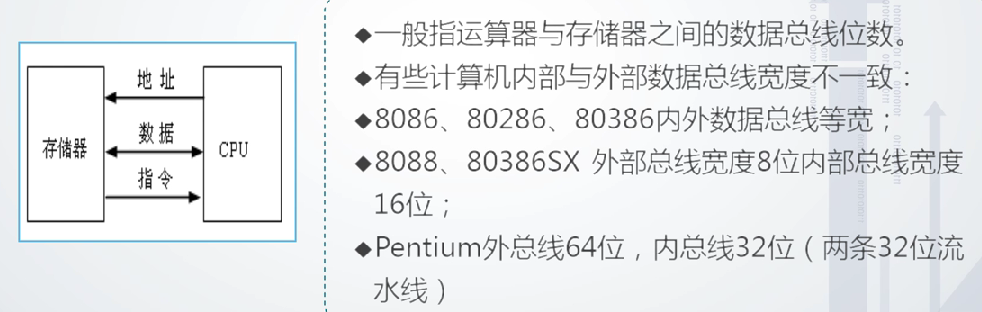 地址
存储器
数据
CPU
指令
◆一般指运算器与存储器之间的数据总线位数。
◆有些计算机内部与外部数据总线宽度不一致：
◆8086、80286、80386内外数据总线等宽；
◆8088、80386SX 外部总线宽度8位内部总线宽度
16位；
◆Pentium外总线64位，内总线32位（两条32位流
水线）